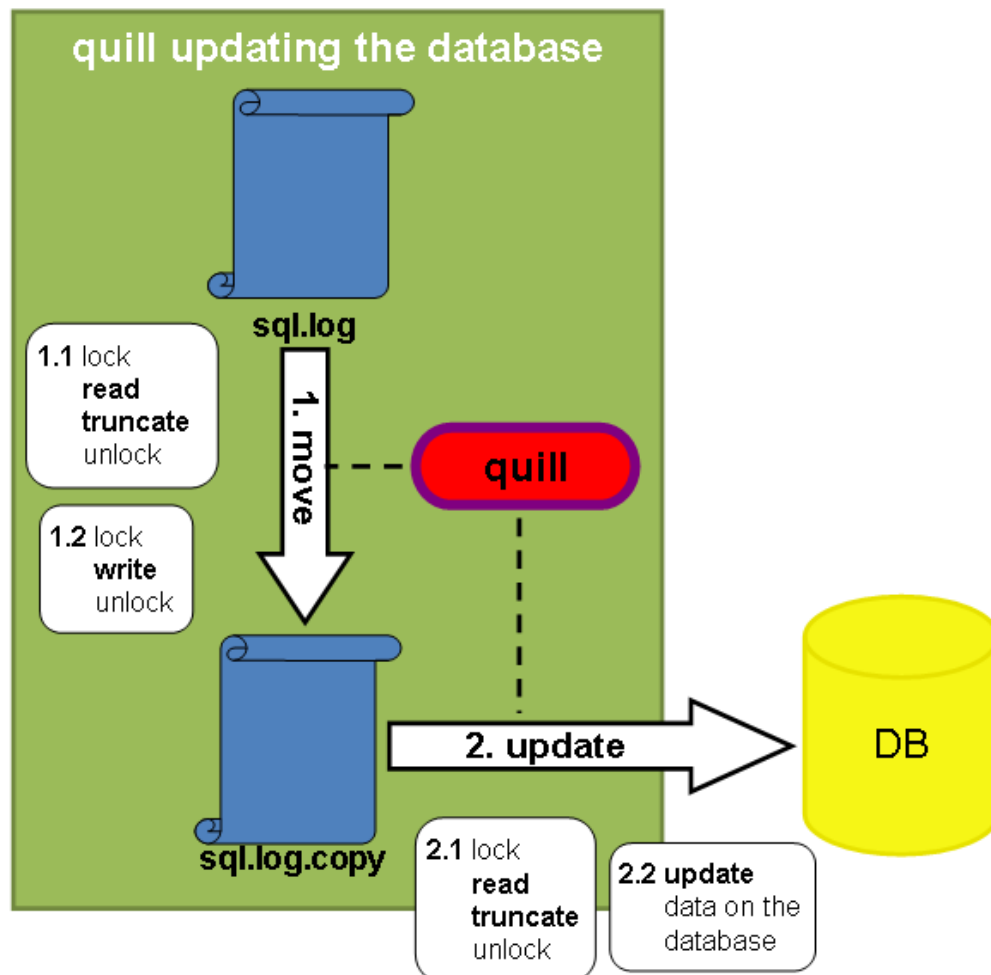 quill updating the database
sql.log
1.1 lock
read
truncate
unlock
1. move
quill
1.2 lock
write
unlock
2. update
DB
sql.log.copy
2.1 lock
read
truncate
unlock
2.2 update
data on the
database